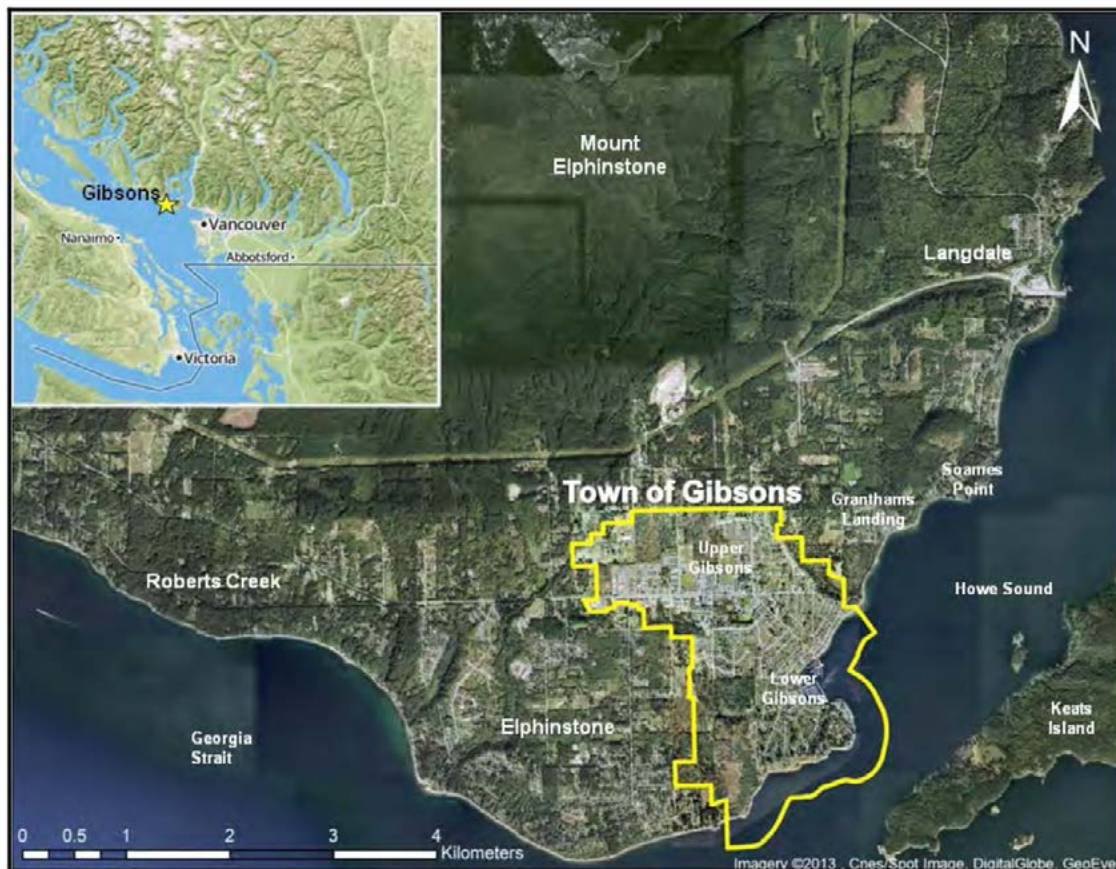 N
Gibsons
Vancouver
Nanaimo
Abbotsford
Victoria
Mount
Elphinstone
Langdale
Soames
Point
Town of Gibsons
Granthams
Landing
Upper
Gibsons
Roberts Creek
Howe Sound
Lower
Gibsons
Keats
Island
Elphinstone
Georgia
Strait
0 0.5 1 2 3 4
Kilometers
Imagery ©2013 , Cnes/Spot Image, DigitalGlobe, GeoEye